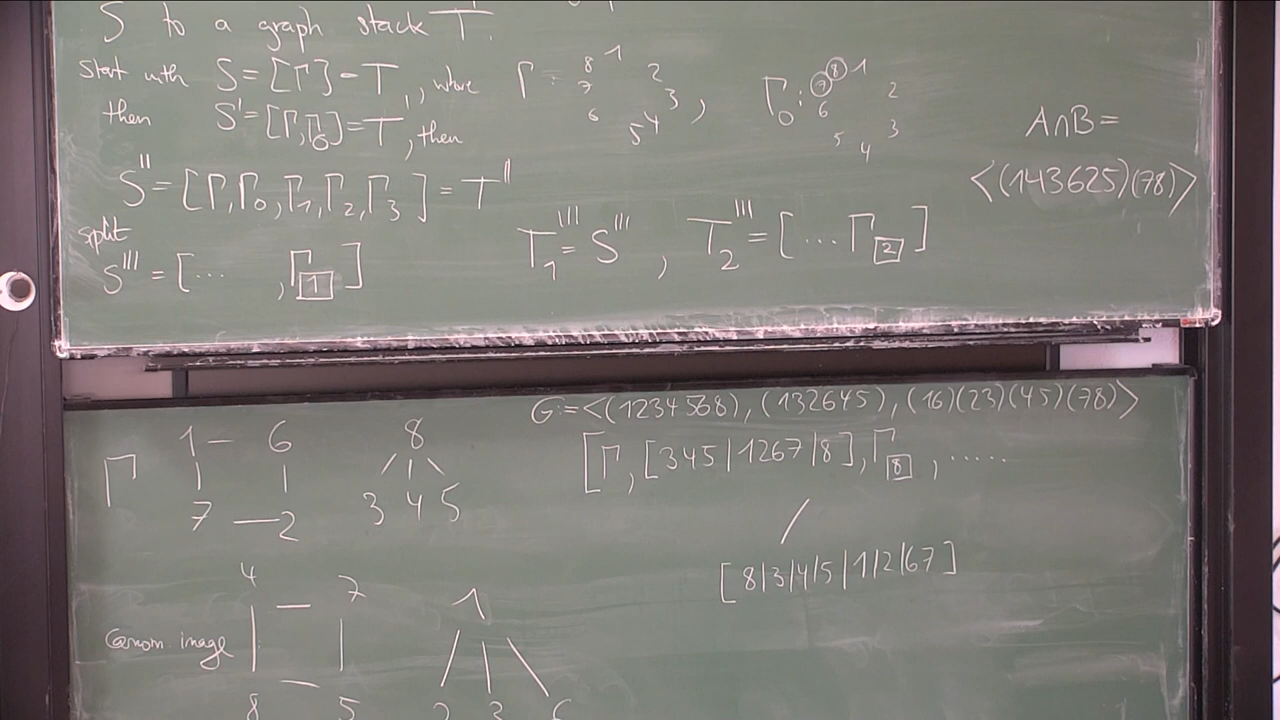 S to a graph stack T.
Start with S = [Γ] = T, where Γ = 8 1 2 3 4 5 6 7, Γ₀: 8 1 2 3 4 5 6 7
then S' = [Γ, Γ₀] = T', then
S'' = [Γ, Γ₀, Γ₁, Γ₂, Γ₃] = T''
split
S''' = [..., Γ_1]
T₁''' = S''', T₂''' = [... Γ_2]
A∩B =
<(143625)(78)>
G:=<(1234568), (132645), (16)(23)(45)(78)>
[Γ, [345|1267|8], Γ_8, .....
[8|3|4|5|1|2|67]
Γ
1 — 6 8
7 — 2 3 4 5
4 — 7 1
Canon. image
8 5 2 3 6